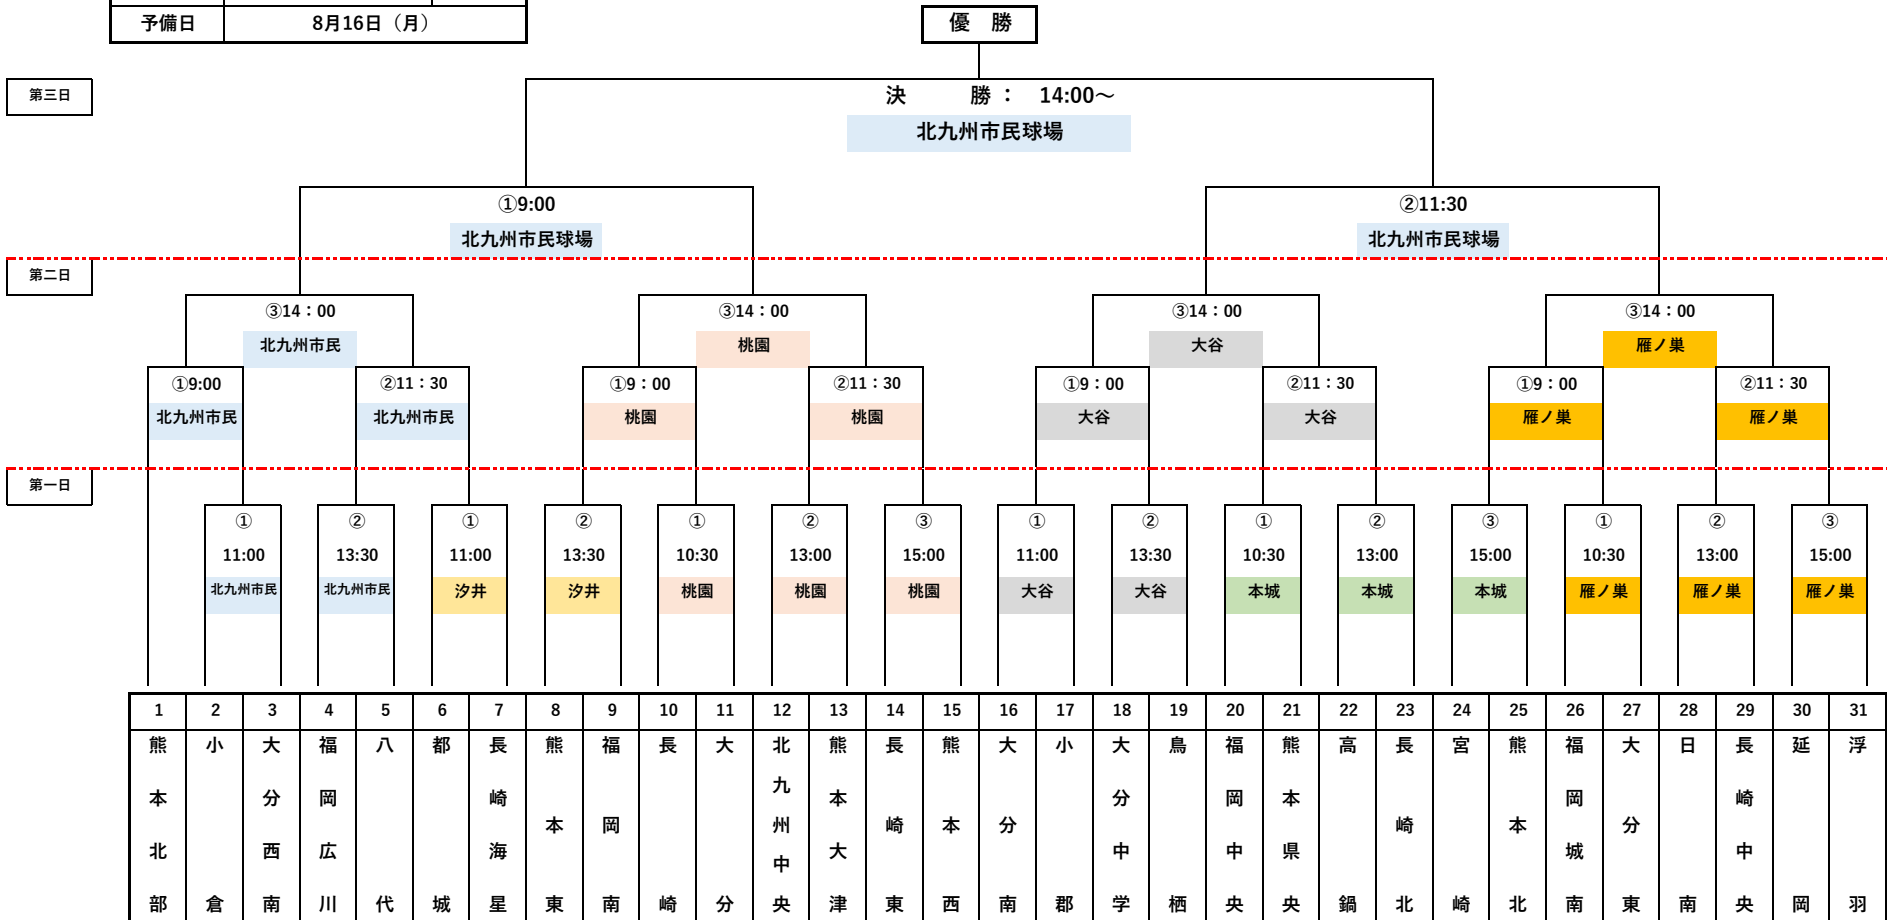 予備日 8月16日（月）
優　勝
第三日
決　　　勝：　14:00～
北九州市民球場
①9:00 ②11:30
北九州市民球場 北九州市民球場
第二日
③14：00 ③14：00 ③14：00 ③14：00
北九州市民 桃園 大谷 雁ノ巣
①9:00 ②11：30 ①9：00 ②11：30 ①9：00 ②11：30 ①9：00 ②11：30
北九州市民 北九州市民 桃園 桃園 大谷 大谷 雁ノ巣 雁ノ巣
第一日
① ② ① ② ① ② ③ ① ② ① ② ③ ① ② ③
11:00 13:30 11:00 13:30 10:30 13:00 15:00 11:00 13:30 10:30 13:00 15:00 10:30 13:00 15:00
北九州市民 北九州市民 汐井 汐井 桃園 桃園 桃園 大谷 大谷 本城 本城 本城 雁ノ巣 雁ノ巣 雁ノ巣
1 2 3 4 5 6 7 8 9 10 11 12 13 14 15 16 17 18 19 20 21 22 23 24 25 26 27 28 29 30 31
熊本北部
小倉
大分西南
福岡広川
八代
都城
長崎海星
熊本東
福岡南
長崎
大分
北九州中央
熊本大津
長崎東
熊本西
大分南
小郡
大分中学
鳥栖
福岡中央
熊本県央
高鍋
長崎北
宮崎
熊本北
福岡城南
大分東
日南
長崎中央
延岡
浮羽